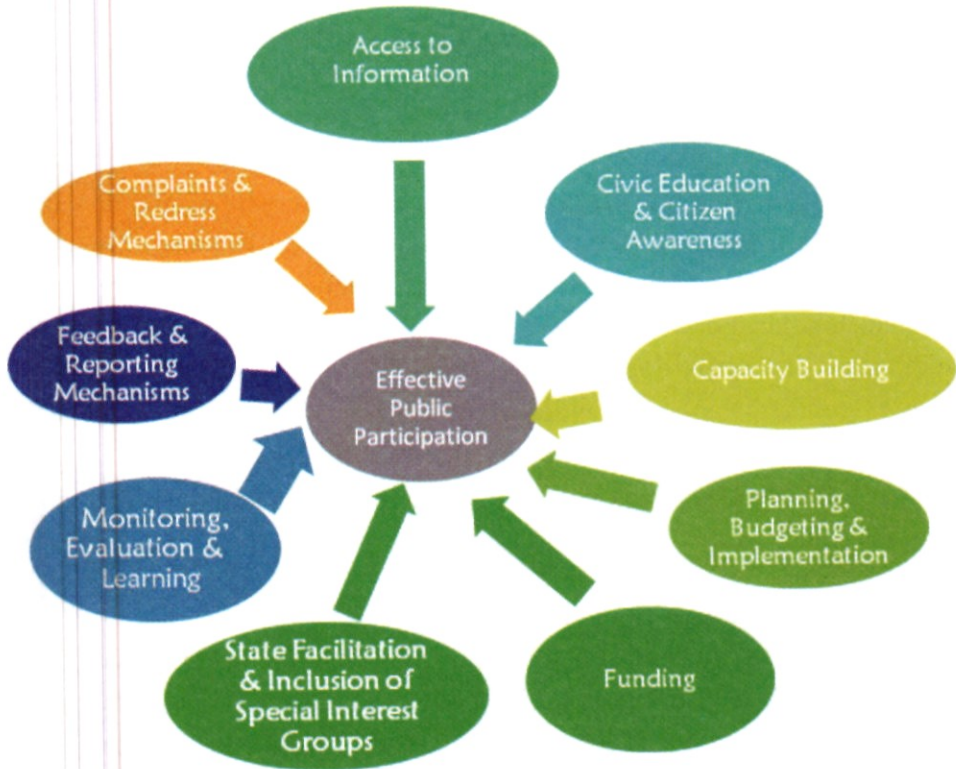 Access to
Information
Civic Education
& Citizen
Awareness
Capacity Building
Planning,
Budgeting &
Implementation
Funding
State Facilitation
& Inclusion of
Special Interest
Groups
Monitoring,
Evaluation &
Learning
Feedback &
Reporting
Mechanisms
Complaints &
Redress
Mechanisms
Effective
Public
Participation